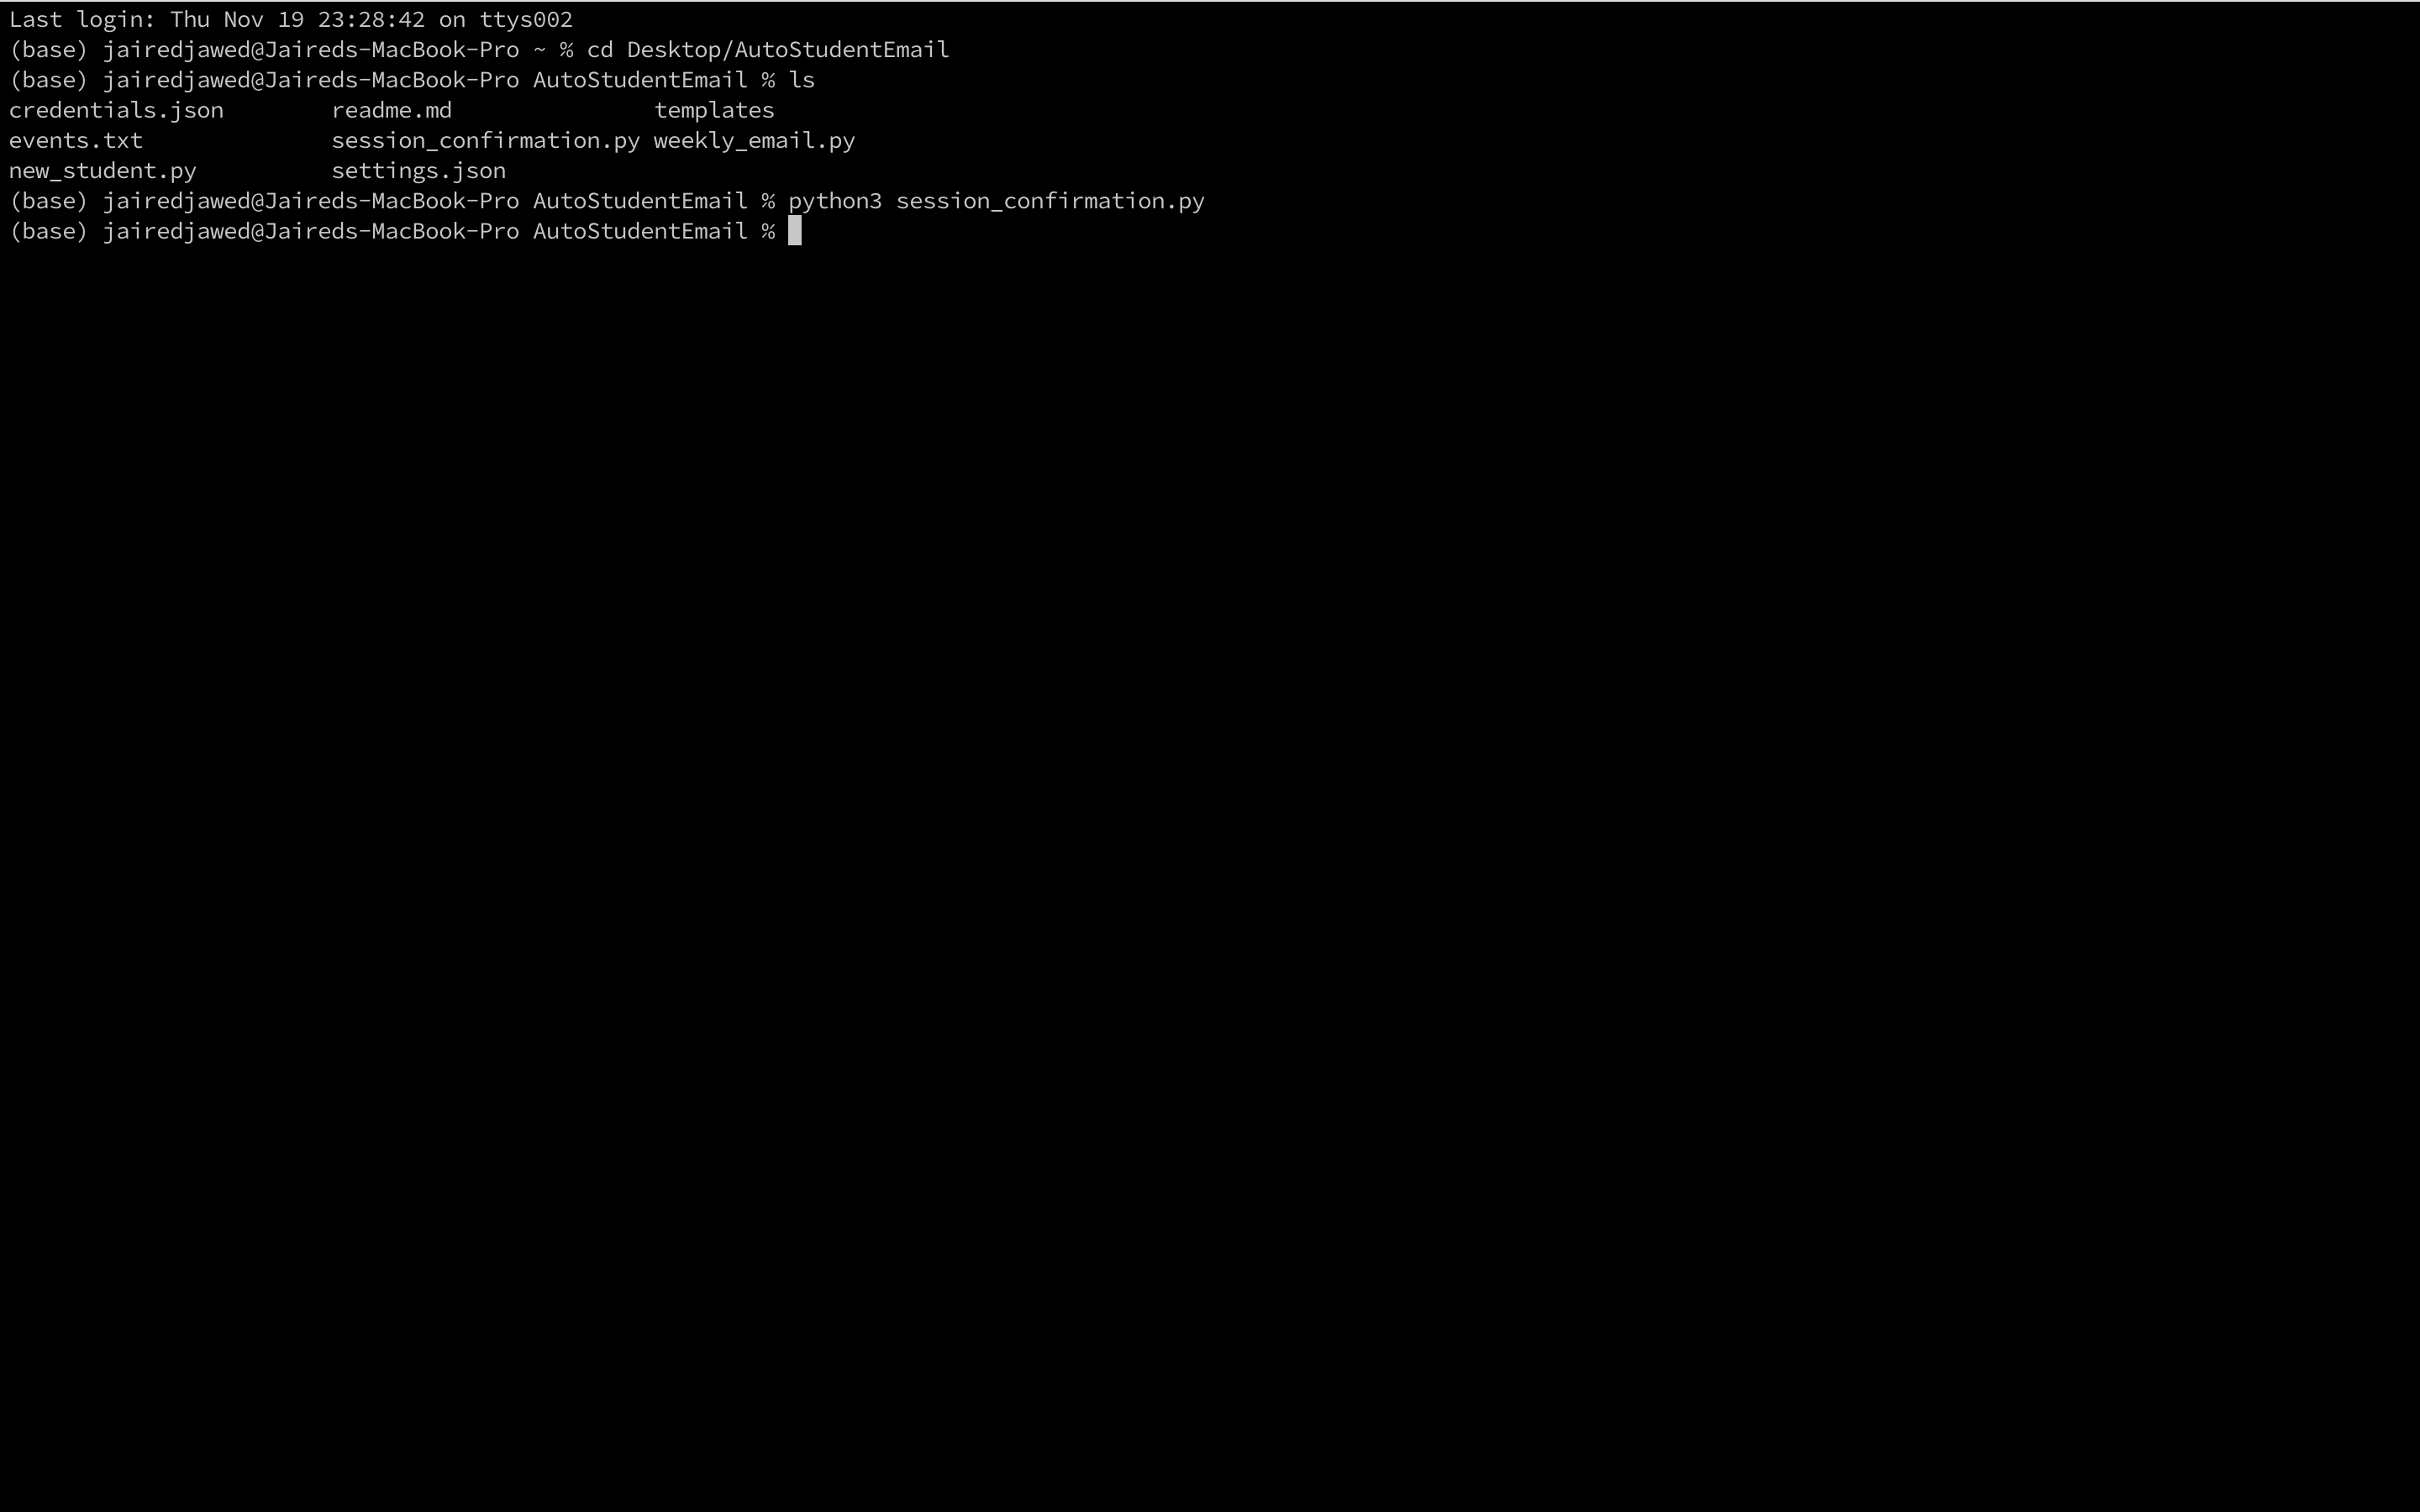 Last login: Thu Nov 19 23:28:42 on ttys002
(base) jairedjawed@Jaireds-MacBook-Pro ~ % cd Desktop/AutoStudentEmail
(base) jairedjawed@Jaireds-MacBook-Pro AutoStudentEmail % ls
credentials.json        readme.md               templates
events.txt              session_confirmation.py weekly_email.py
new_student.py          settings.json
(base) jairedjawed@Jaireds-MacBook-Pro AutoStudentEmail % python3 session_confirmation.py
(base) jairedjawed@Jaireds-MacBook-Pro AutoStudentEmail %